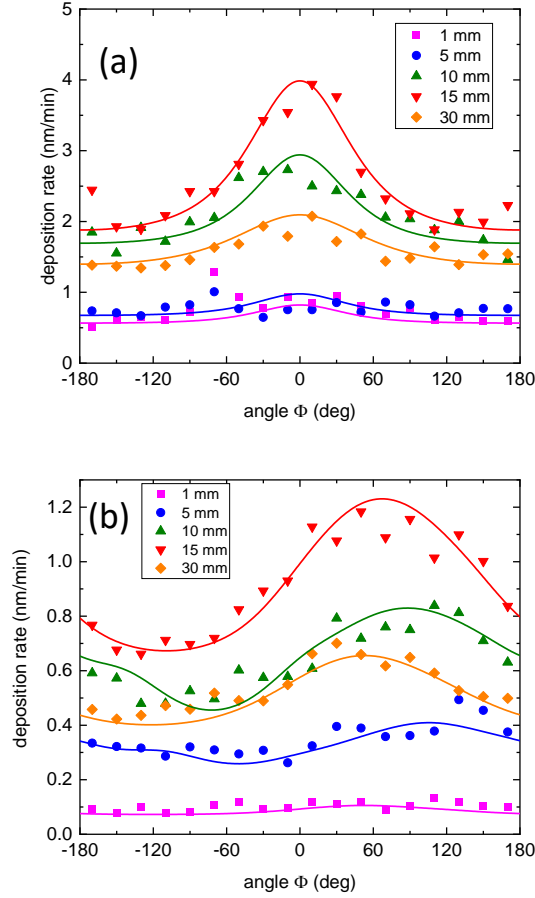 (a)
1 mm
5 mm
10 mm
15 mm
30 mm
deposition rate (nm/min)
5
4
3
2
1
0
-180 -120 -60 0 60 120 180
angle Φ (deg)
(b)
1 mm
5 mm
10 mm
15 mm
30 mm
deposition rate (nm/min)
1.2
1.0
0.8
0.6
0.4
0.2
0.0
-180 -120 -60 0 60 120 180
angle Φ (deg)